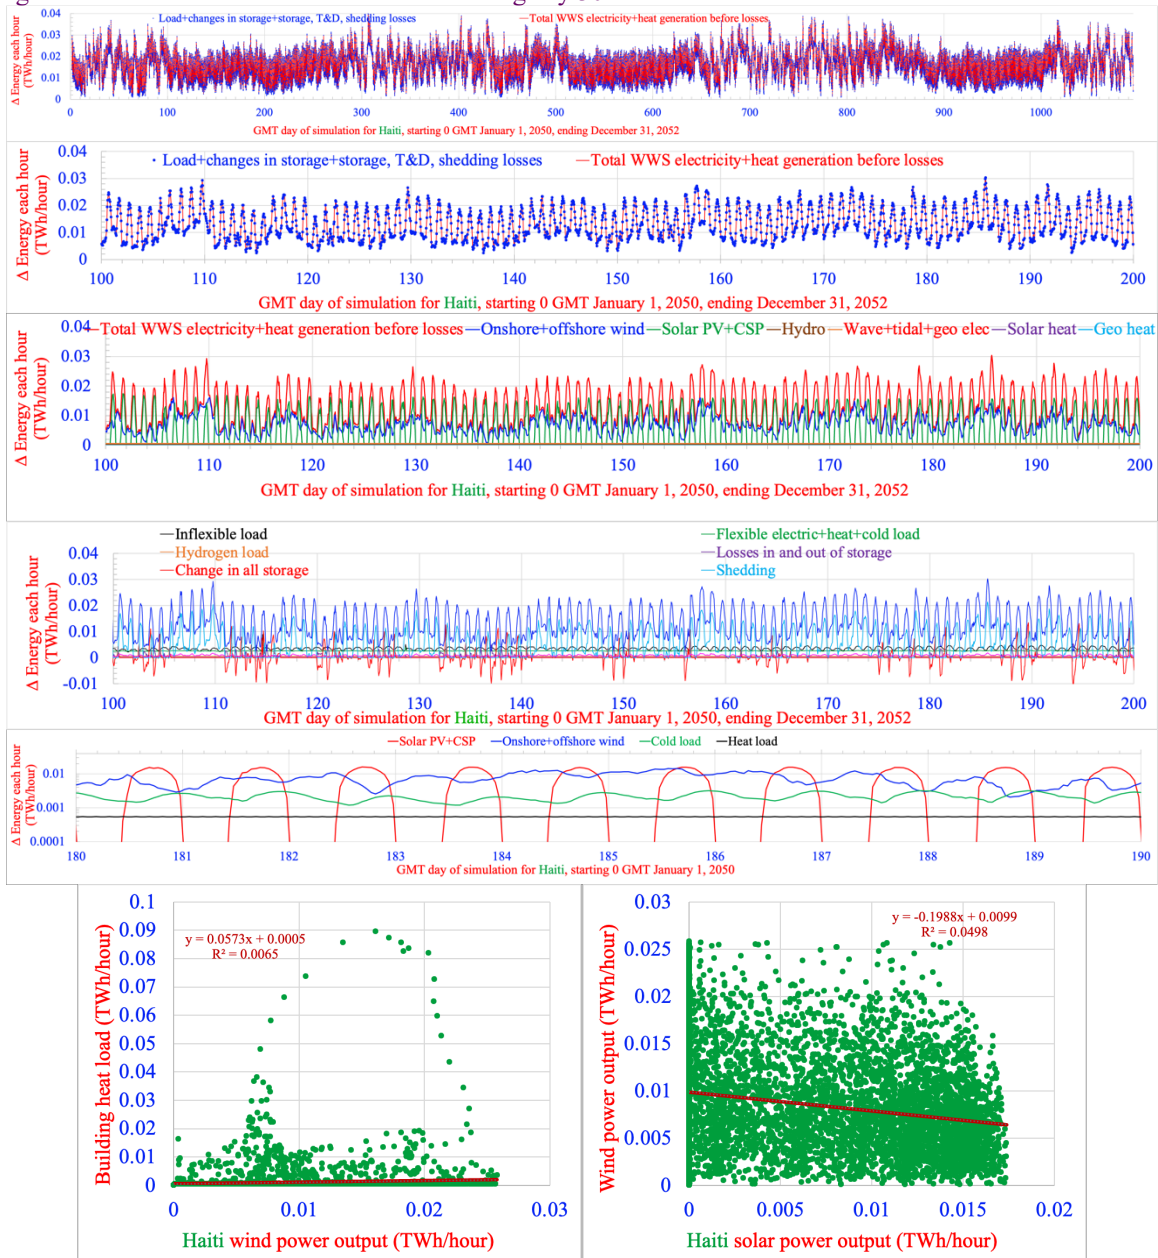 Load+changes in storage+storage, T&D, shedding losses —Total WWS electricity+heat generation before losses
Δ Energy each hour
(TWh/hour)
0.04
0.03
0.02
0.01
0
0 100 200 300 400 500 600 700 800 900 1000
GMT day of simulation for Haiti, starting 0 GMT January 1, 2050, ending December 31, 2052
Load+changes in storage+storage, T&D, shedding losses —Total WWS electricity+heat generation before losses
Δ Energy each hour
(TWh/hour)
0.04
0.03
0.02
0.01
0
100 110 120 130 140 150 160 170 180 190 200
GMT day of simulation for Haiti, starting 0 GMT January 1, 2050, ending December 31, 2052
—Total WWS electricity+heat generation before losses —Onshore+offshore wind —Solar PV+CSP —Hydro —Wave+tidal+geo elec —Solar heat —Geo heat
Δ Energy each hour
(TWh/hour)
0.04
0.03
0.02
0.01
0
100 110 120 130 140 150 160 170 180 190 200
GMT day of simulation for Haiti, starting 0 GMT January 1, 2050, ending December 31, 2052
—Inflexible load —Flexible electric+heat+cold load
—Hydrogen load —Losses in and out of storage
—Change in all storage —Shedding
Δ Energy each hour
(TWh/hour)
0.04
0.03
0.02
0.01
0
-0.01
100 110 120 130 140 150 160 170 180 190 200
GMT day of simulation for Haiti, starting 0 GMT January 1, 2050, ending December 31, 2052
—Solar PV+CSP —Onshore+offshore wind —Cold load —Heat load
Δ Energy each hour
(TWh/hour)
0.01
0.001
0.0001
180 181 182 183 184 185 186 187 188 189 190
GMT day of simulation for Haiti, starting 0 GMT January 1, 2050
Building heat load (TWh/hour)
0.1
0.09
0.08
0.07
0.06
0.05
0.04
0.03
0.02
0.01
0
y = 0.0573x + 0.0005
R² = 0.0065
0 0.01 0.02 0.03
Haiti wind power output (TWh/hour)
Wind power output (TWh/hour)
0.03
0.025
0.02
0.015
0.01
0.005
0
y = -0.1988x + 0.0099
R² = 0.0498
0 0.005 0.01 0.015 0.02
Haiti solar power output (TWh/hour)